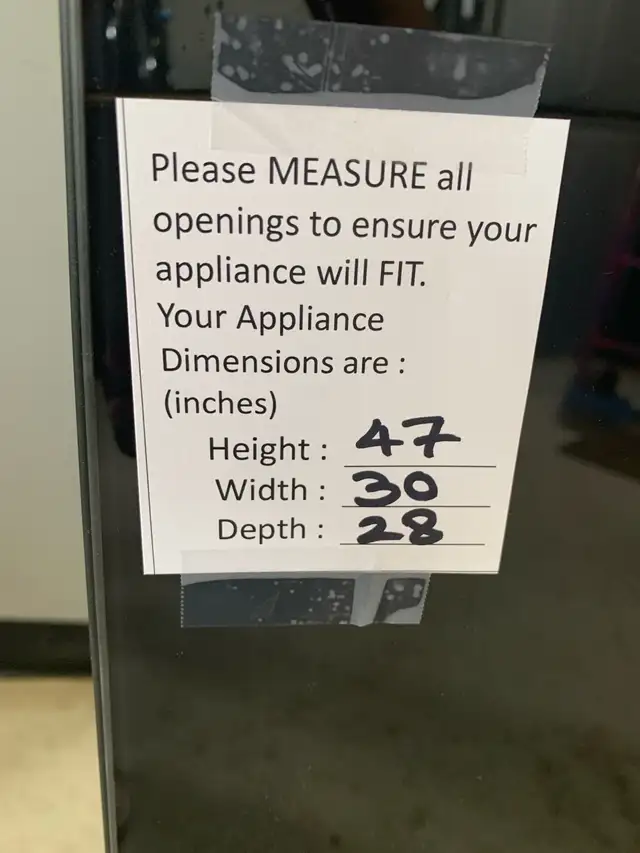 Please MEASURE all
openings to ensure your
appliance will FIT.
Your Appliance
Dimensions are :
(inches)
Height : 47
Width : 30
Depth : 28